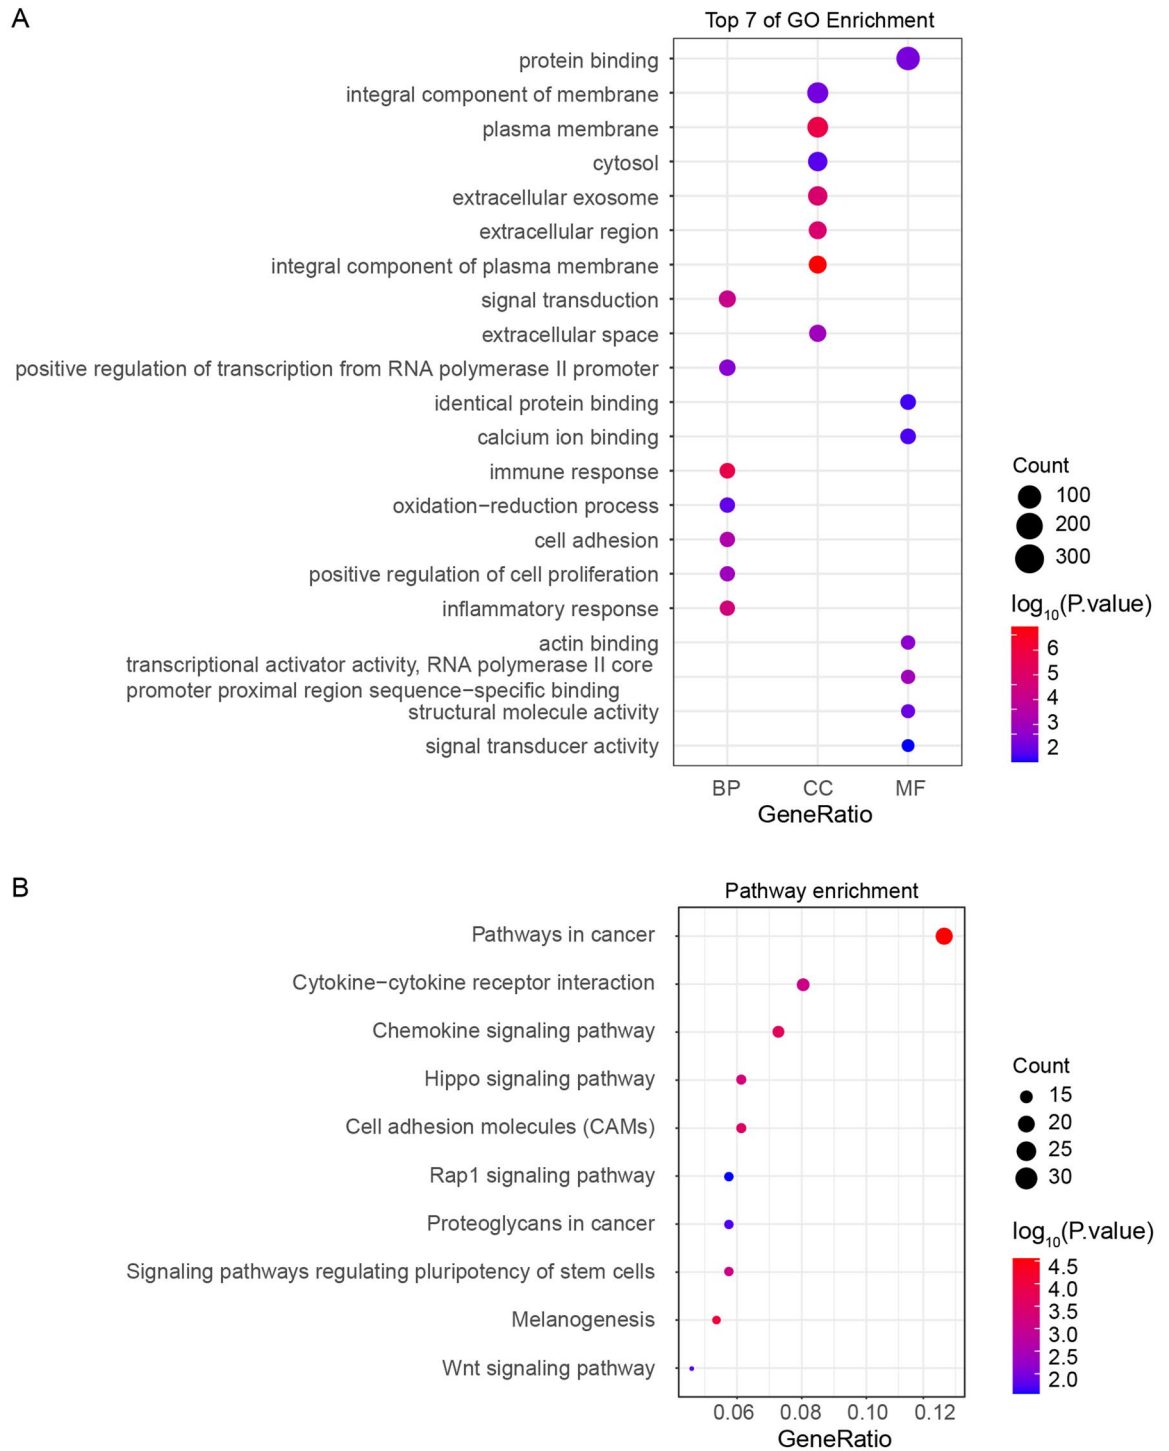 A
Top 7 of GO Enrichment
protein binding
integral component of membrane
plasma membrane
cytosol
extracellular exosome
extracellular region
integral component of plasma membrane
signal transduction
extracellular space
positive regulation of transcription from RNA polymerase II promoter
identical protein binding
calcium ion binding
immune response
oxidation−reduction process
cell adhesion
positive regulation of cell proliferation
inflammatory response
actin binding
transcriptional activator activity, RNA polymerase II core
promoter proximal region sequence−specific binding
structural molecule activity
signal transducer activity
BP CC MF
GeneRatio
Count
100
200
300
log10(P.value)
6
5
4
3
2
B
Pathway enrichment
Pathways in cancer
Cytokine−cytokine receptor interaction
Chemokine signaling pathway
Hippo signaling pathway
Cell adhesion molecules (CAMs)
Rap1 signaling pathway
Proteoglycans in cancer
Signaling pathways regulating pluripotency of stem cells
Melanogenesis
Wnt signaling pathway
0.06 0.08 0.10 0.12
GeneRatio
Count
15
20
25
30
log10(P.value)
4.5
4.0
3.5
3.0
2.5
2.0